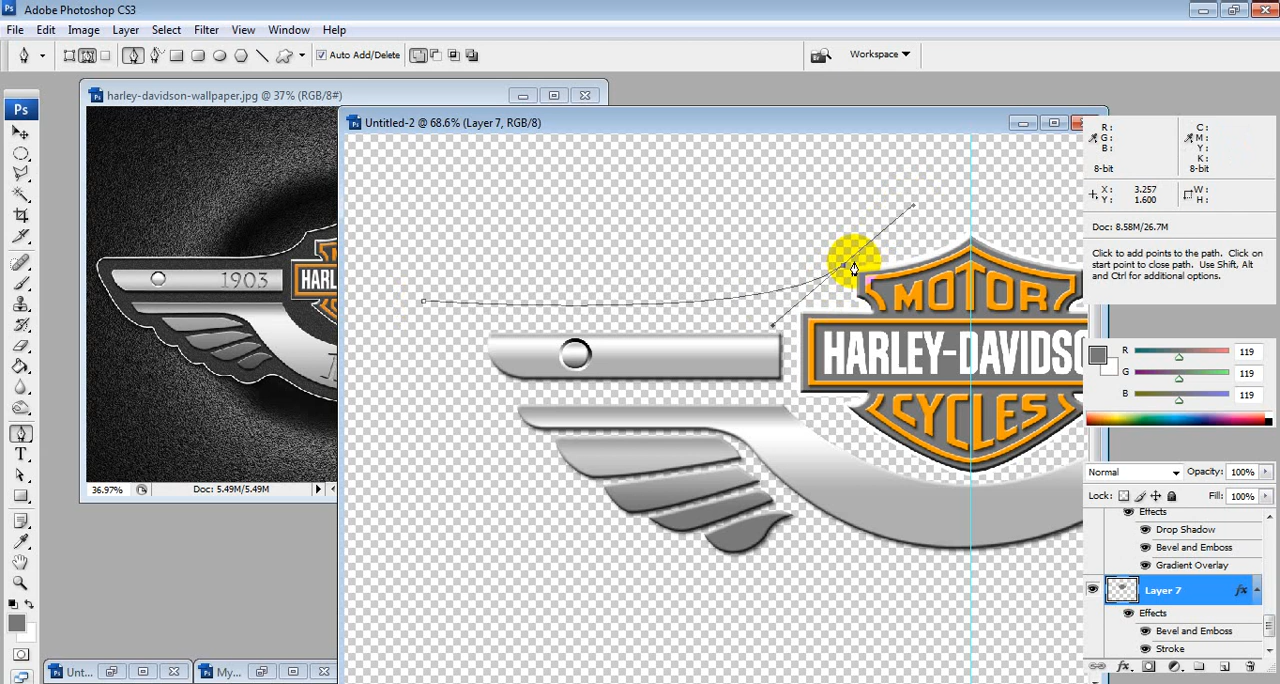 Adobe Photoshop CS3
File Edit Image Layer Select Filter View Window Help
Auto Add/Delete
Workspace
harley-davidson-wallpaper.jpg @ 37% (RGB/8#)
Untitled-2 @ 68.6% (Layer 7, RGB/8)
R: C:
G: M:
B: Y:
K:
8-bit 8-bit
X: 3.257 W:
Y: 1.600 H:
Doc: 8.58M/26.7M
Click to add points to the path. Click on
start point to close path. Use Shift, Alt
and Ctrl for additional options.
R 119
G 119
B 119
1903
HARL
MOTOR
HARLEY-DAVIDSO
CYCLES
36.97% Doc: 5.49M/5.49M
Normal Opacity: 100%
Lock: Fill: 100%
Effects
Drop Shadow
Bevel and Emboss
Gradient Overlay
Layer 7
Effects
Bevel and Emboss
Stroke
Unt... My...